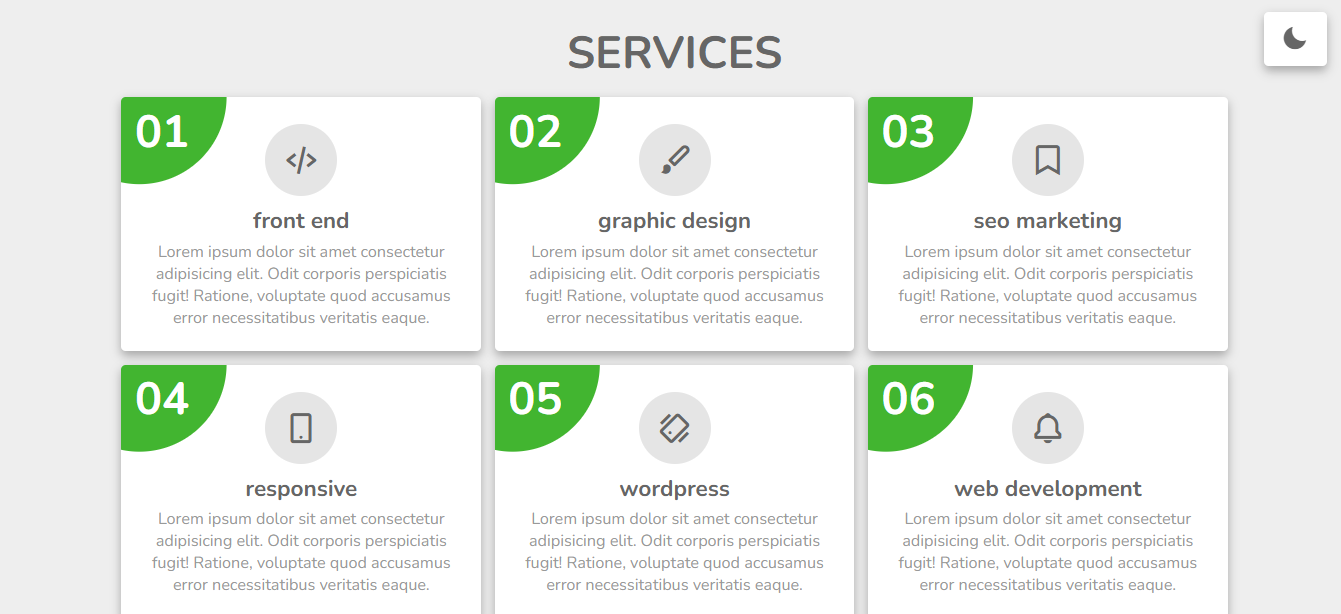 SERVICES
01
front end
Lorem ipsum dolor sit amet consectetur
adipisicing elit. Odit corporis perspiciatis
fugit! Ratione, voluptate quod accusamus
error necessitatibus veritatis eaque.
02
graphic design
Lorem ipsum dolor sit amet consectetur
adipisicing elit. Odit corporis perspiciatis
fugit! Ratione, voluptate quod accusamus
error necessitatibus veritatis eaque.
03
seo marketing
Lorem ipsum dolor sit amet consectetur
adipisicing elit. Odit corporis perspiciatis
fugit! Ratione, voluptate quod accusamus
error necessitatibus veritatis eaque.
04
responsive
Lorem ipsum dolor sit amet consectetur
adipisicing elit. Odit corporis perspiciatis
fugit! Ratione, voluptate quod accusamus
error necessitatibus veritatis eaque.
05
wordpress
Lorem ipsum dolor sit amet consectetur
adipisicing elit. Odit corporis perspiciatis
fugit! Ratione, voluptate quod accusamus
error necessitatibus veritatis eaque.
06
web development
Lorem ipsum dolor sit amet consectetur
adipisicing elit. Odit corporis perspiciatis
fugit! Ratione, voluptate quod accusamus
error necessitatibus veritatis eaque.